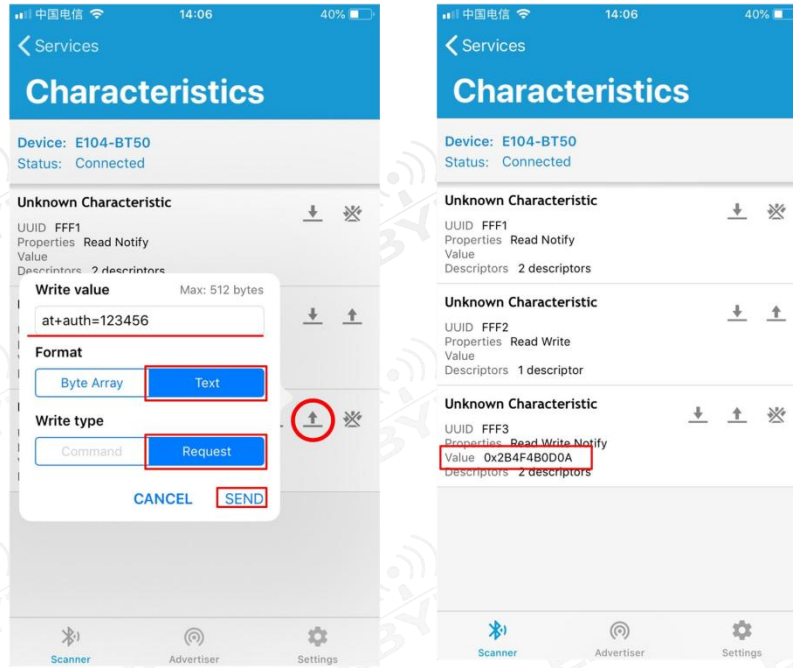 中国电信 14:06 40%
Services
Characteristics
Device: E104-BT50
Status: Connected
Unknown Characteristic
UUID FFF1
Properties Read Notify
Value
Descriptors 2 descriptors
Write value Max: 512 bytes
at+auth=123456
Format
Byte Array Text
Write type
Command Request
CANCEL SEND
Scanner Advertiser Settings
中国电信 14:06 40%
Services
Characteristics
Device: E104-BT50
Status: Connected
Unknown Characteristic
UUID FFF1
Properties Read Notify
Value
Descriptors 2 descriptors
Unknown Characteristic
UUID FFF2
Properties Read Write
Value
Descriptors 1 descriptor
Unknown Characteristic
UUID FFF3
Properties Read Write Notify
Value 0x2B4F4B0D0A
Descriptors 2 descriptors
Scanner Advertiser Settings